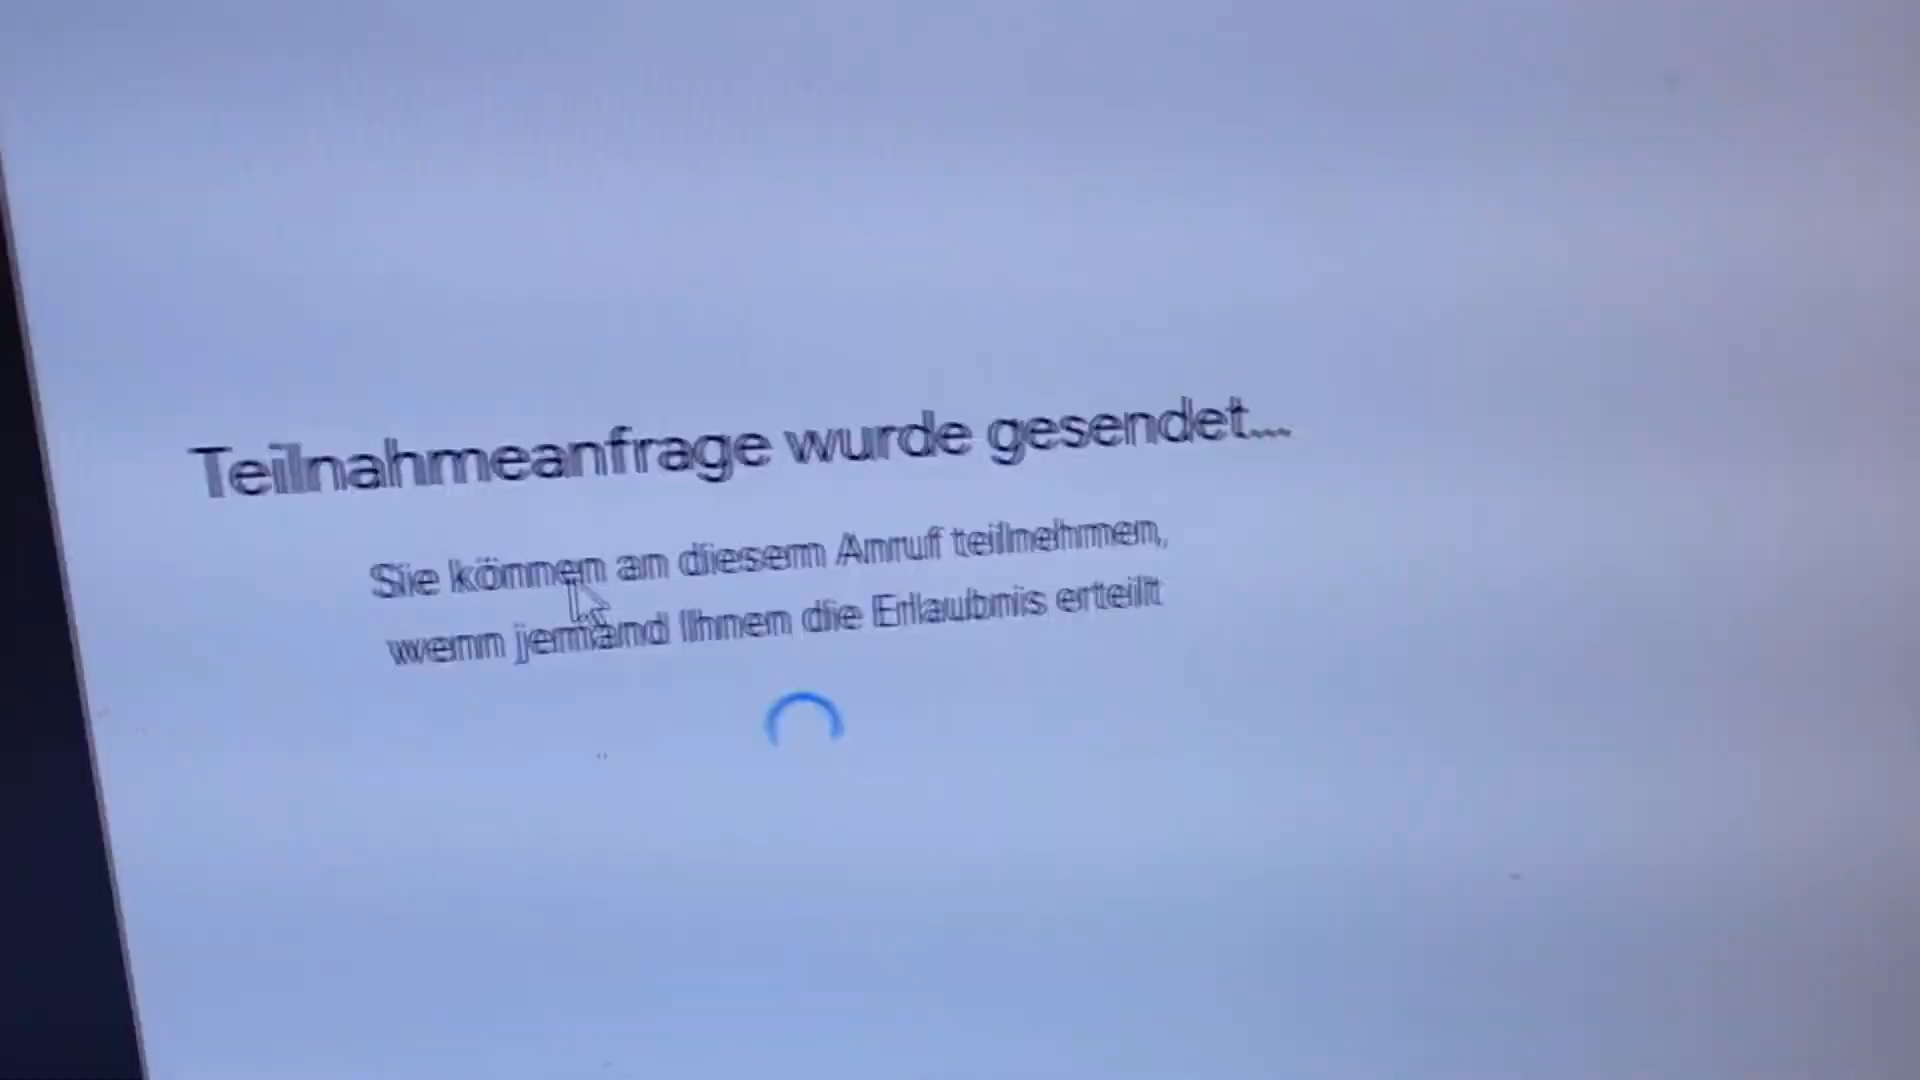 Teilnahmeanfrage wurde gesendet...
Sie können an diesem Anruf teilnehmen,
wenn jemand Ihnen die Erlaubnis erteilt